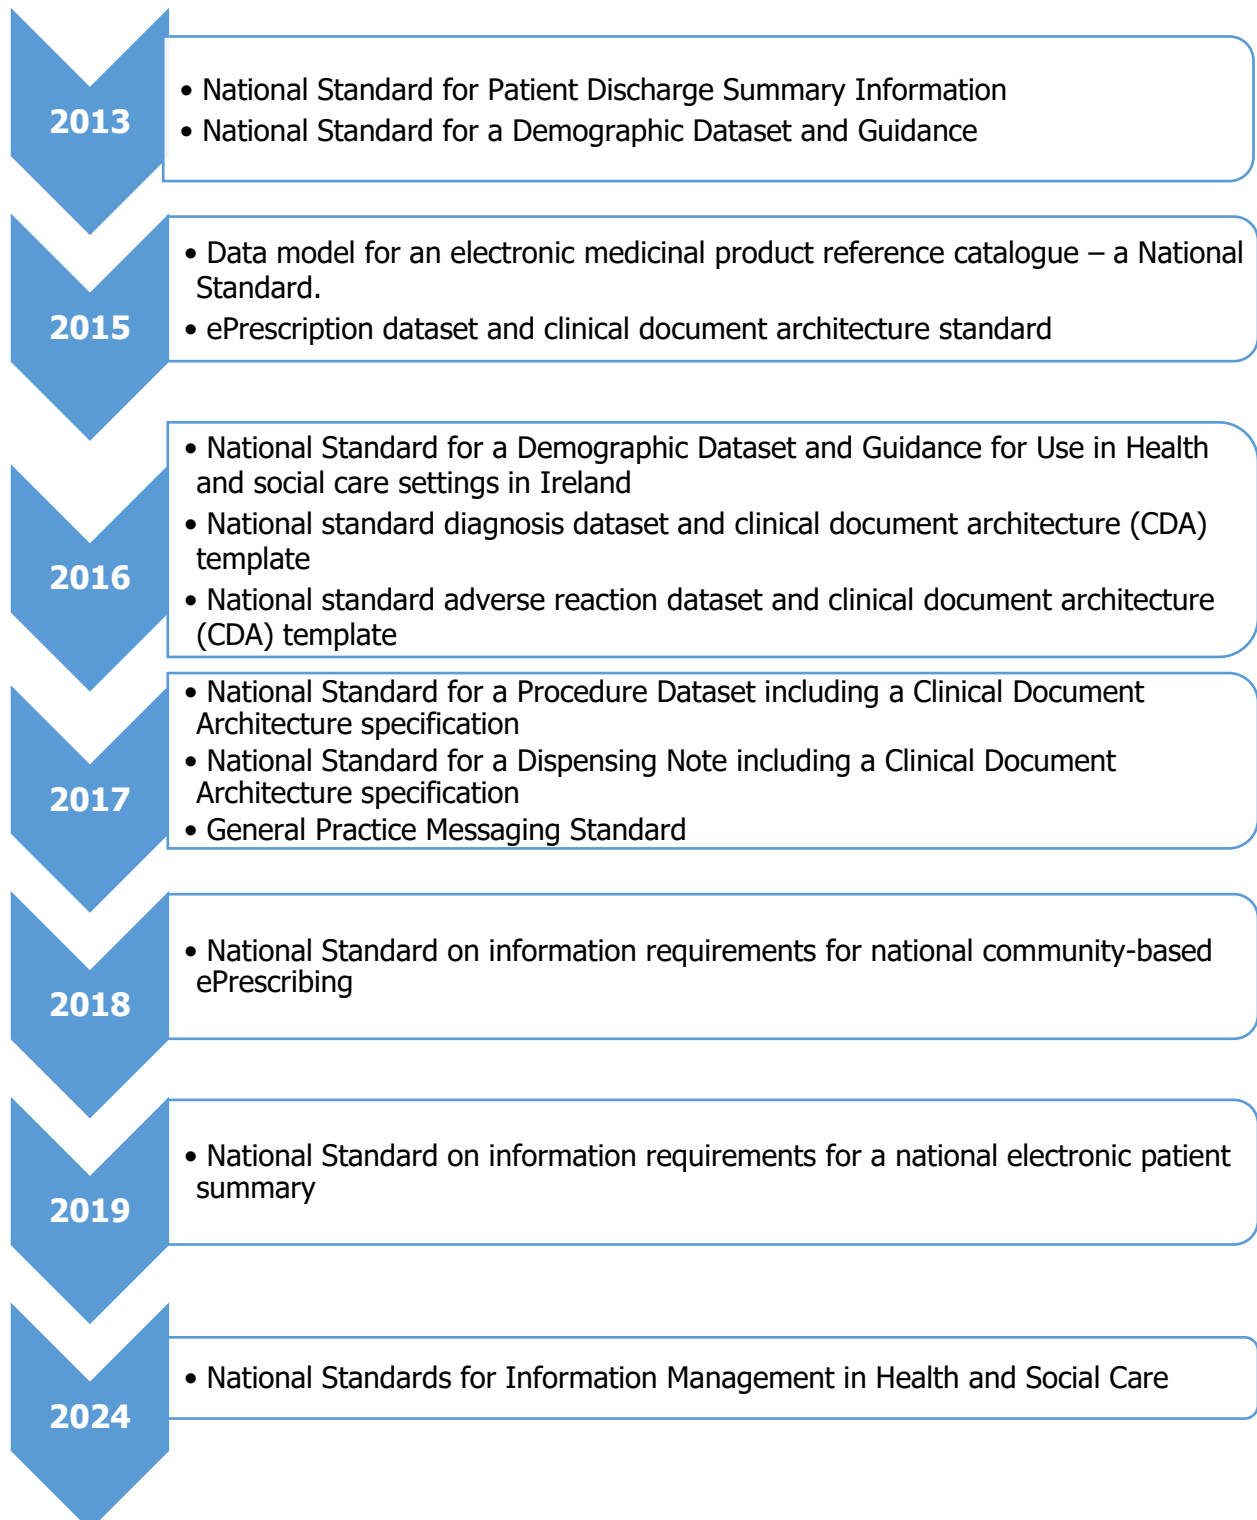 2013
• National Standard for Patient Discharge Summary Information
• National Standard for a Demographic Dataset and Guidance
2015
• Data model for an electronic medicinal product reference catalogue – a National
Standard.
• ePrescription dataset and clinical document architecture standard
2016
• National Standard for a Demographic Dataset and Guidance for Use in Health
and social care settings in Ireland
• National standard diagnosis dataset and clinical document architecture (CDA)
template
• National standard adverse reaction dataset and clinical document architecture
(CDA) template
2017
• National Standard for a Procedure Dataset including a Clinical Document
Architecture specification
• National Standard for a Dispensing Note including a Clinical Document
Architecture specification
• General Practice Messaging Standard
2018
• National Standard on information requirements for national community-based
ePrescribing
2019
• National Standard on information requirements for a national electronic patient
summary
2024
• National Standards for Information Management in Health and Social Care